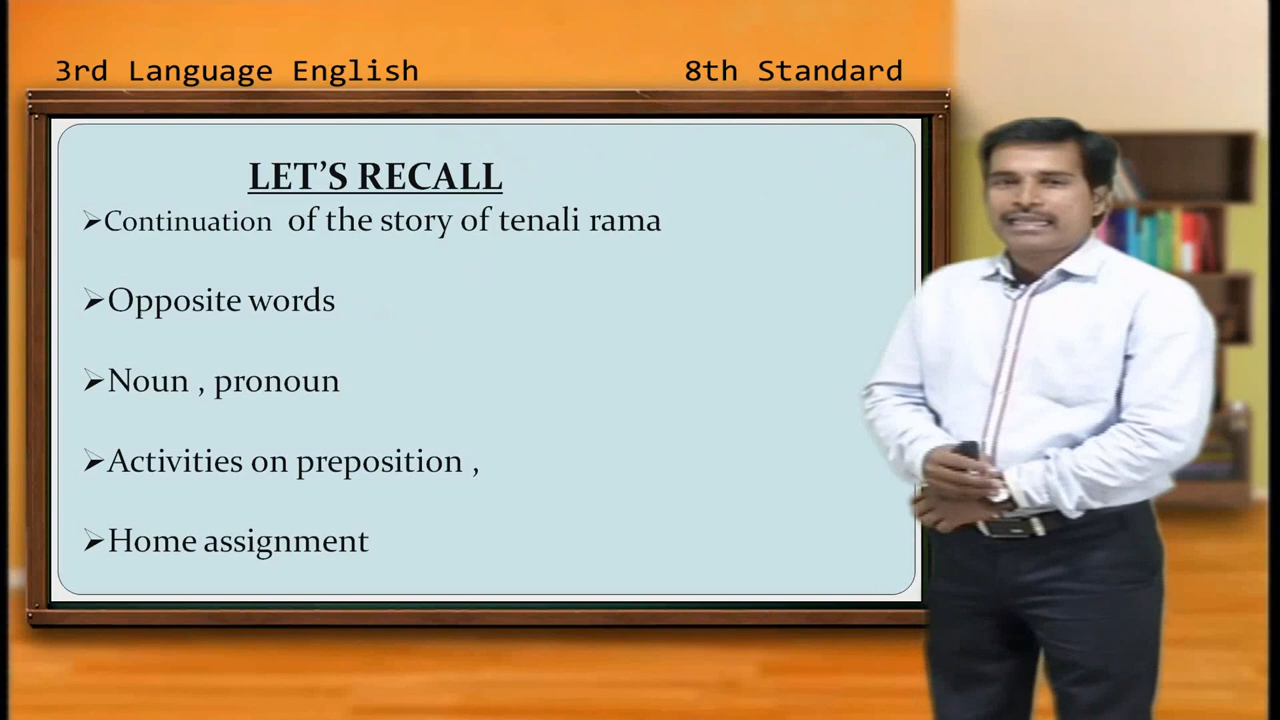 3rd Language English 8th Standard
LET'S RECALL
➢Continuation of the story of tenali rama
➢Opposite words
➢Noun , pronoun
➢Activities on preposition ,
➢Home assignment